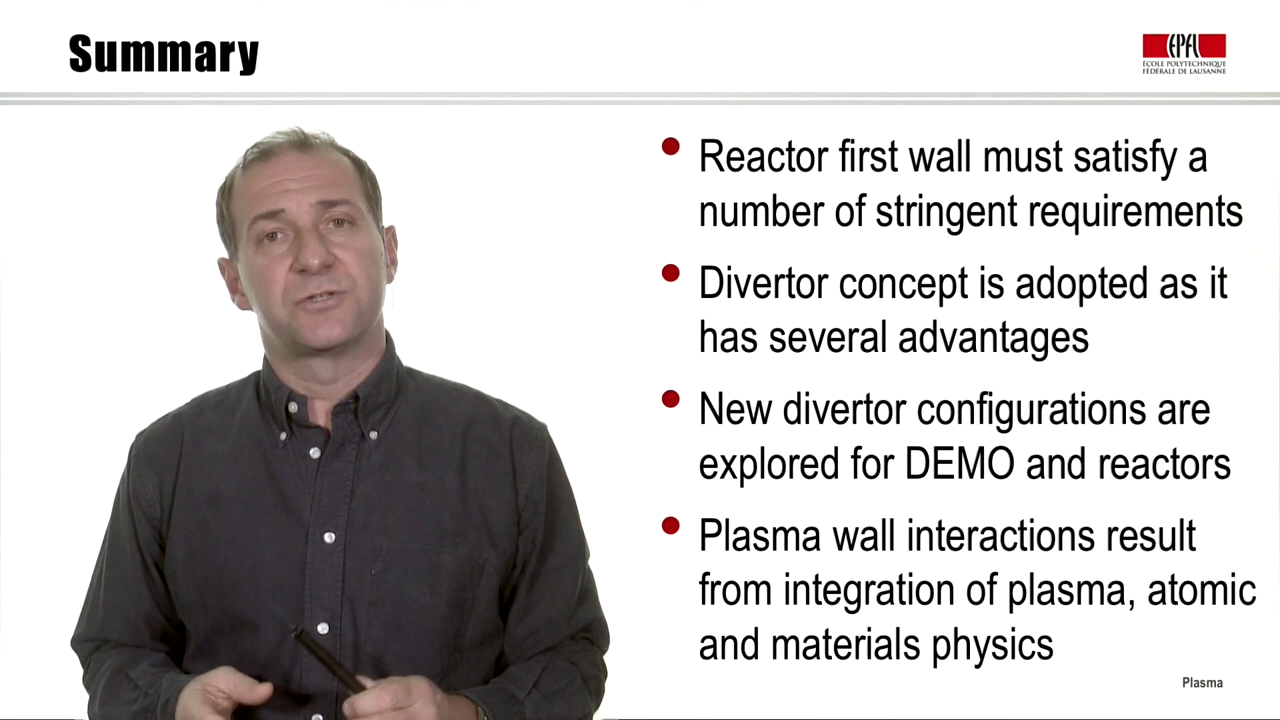 Summary
EPFL
ÉCOLE POLYTECHNIQUE
FÉDÉRALE DE LAUSANNE
Reactor first wall must satisfy a
number of stringent requirements
Divertor concept is adopted as it
has several advantages
New divertor configurations are
explored for DEMO and reactors
Plasma wall interactions result
from integration of plasma, atomic
and materials physics
Plasma